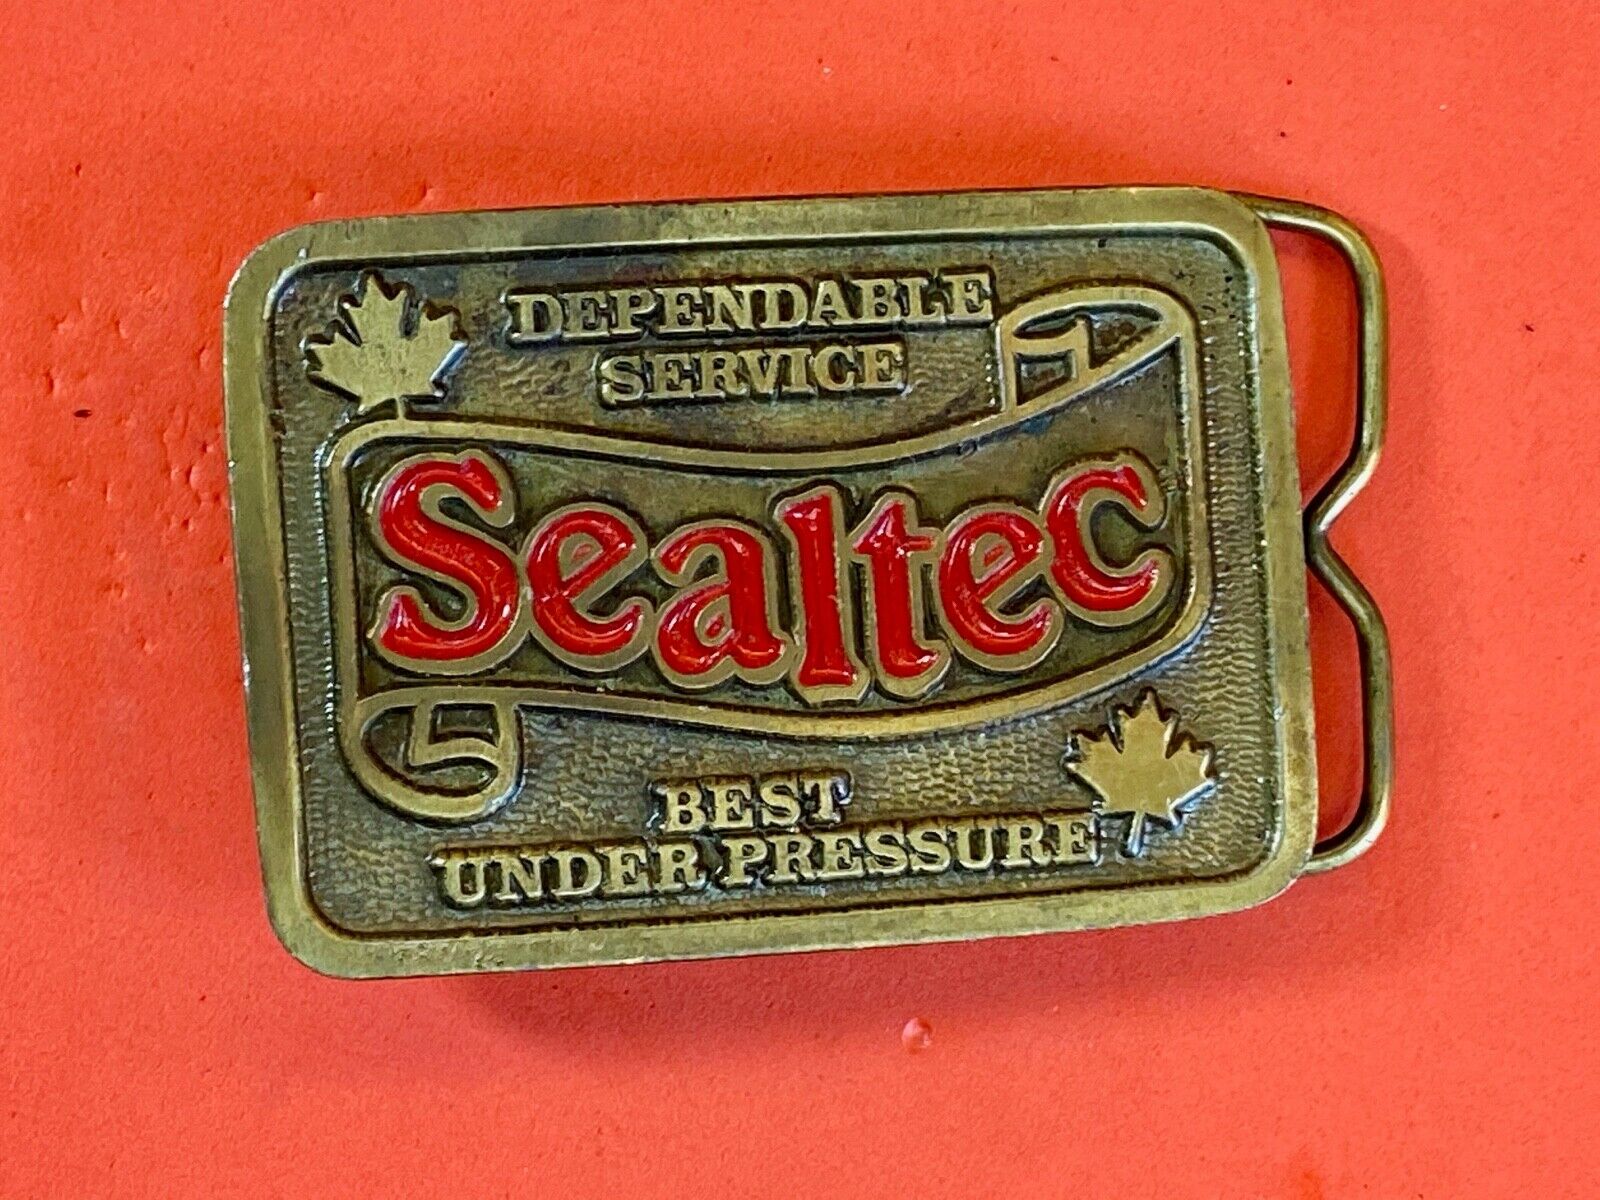 DEPENDABLE
SERVICE
Sealtec
BEST
UNDER PRESSURE